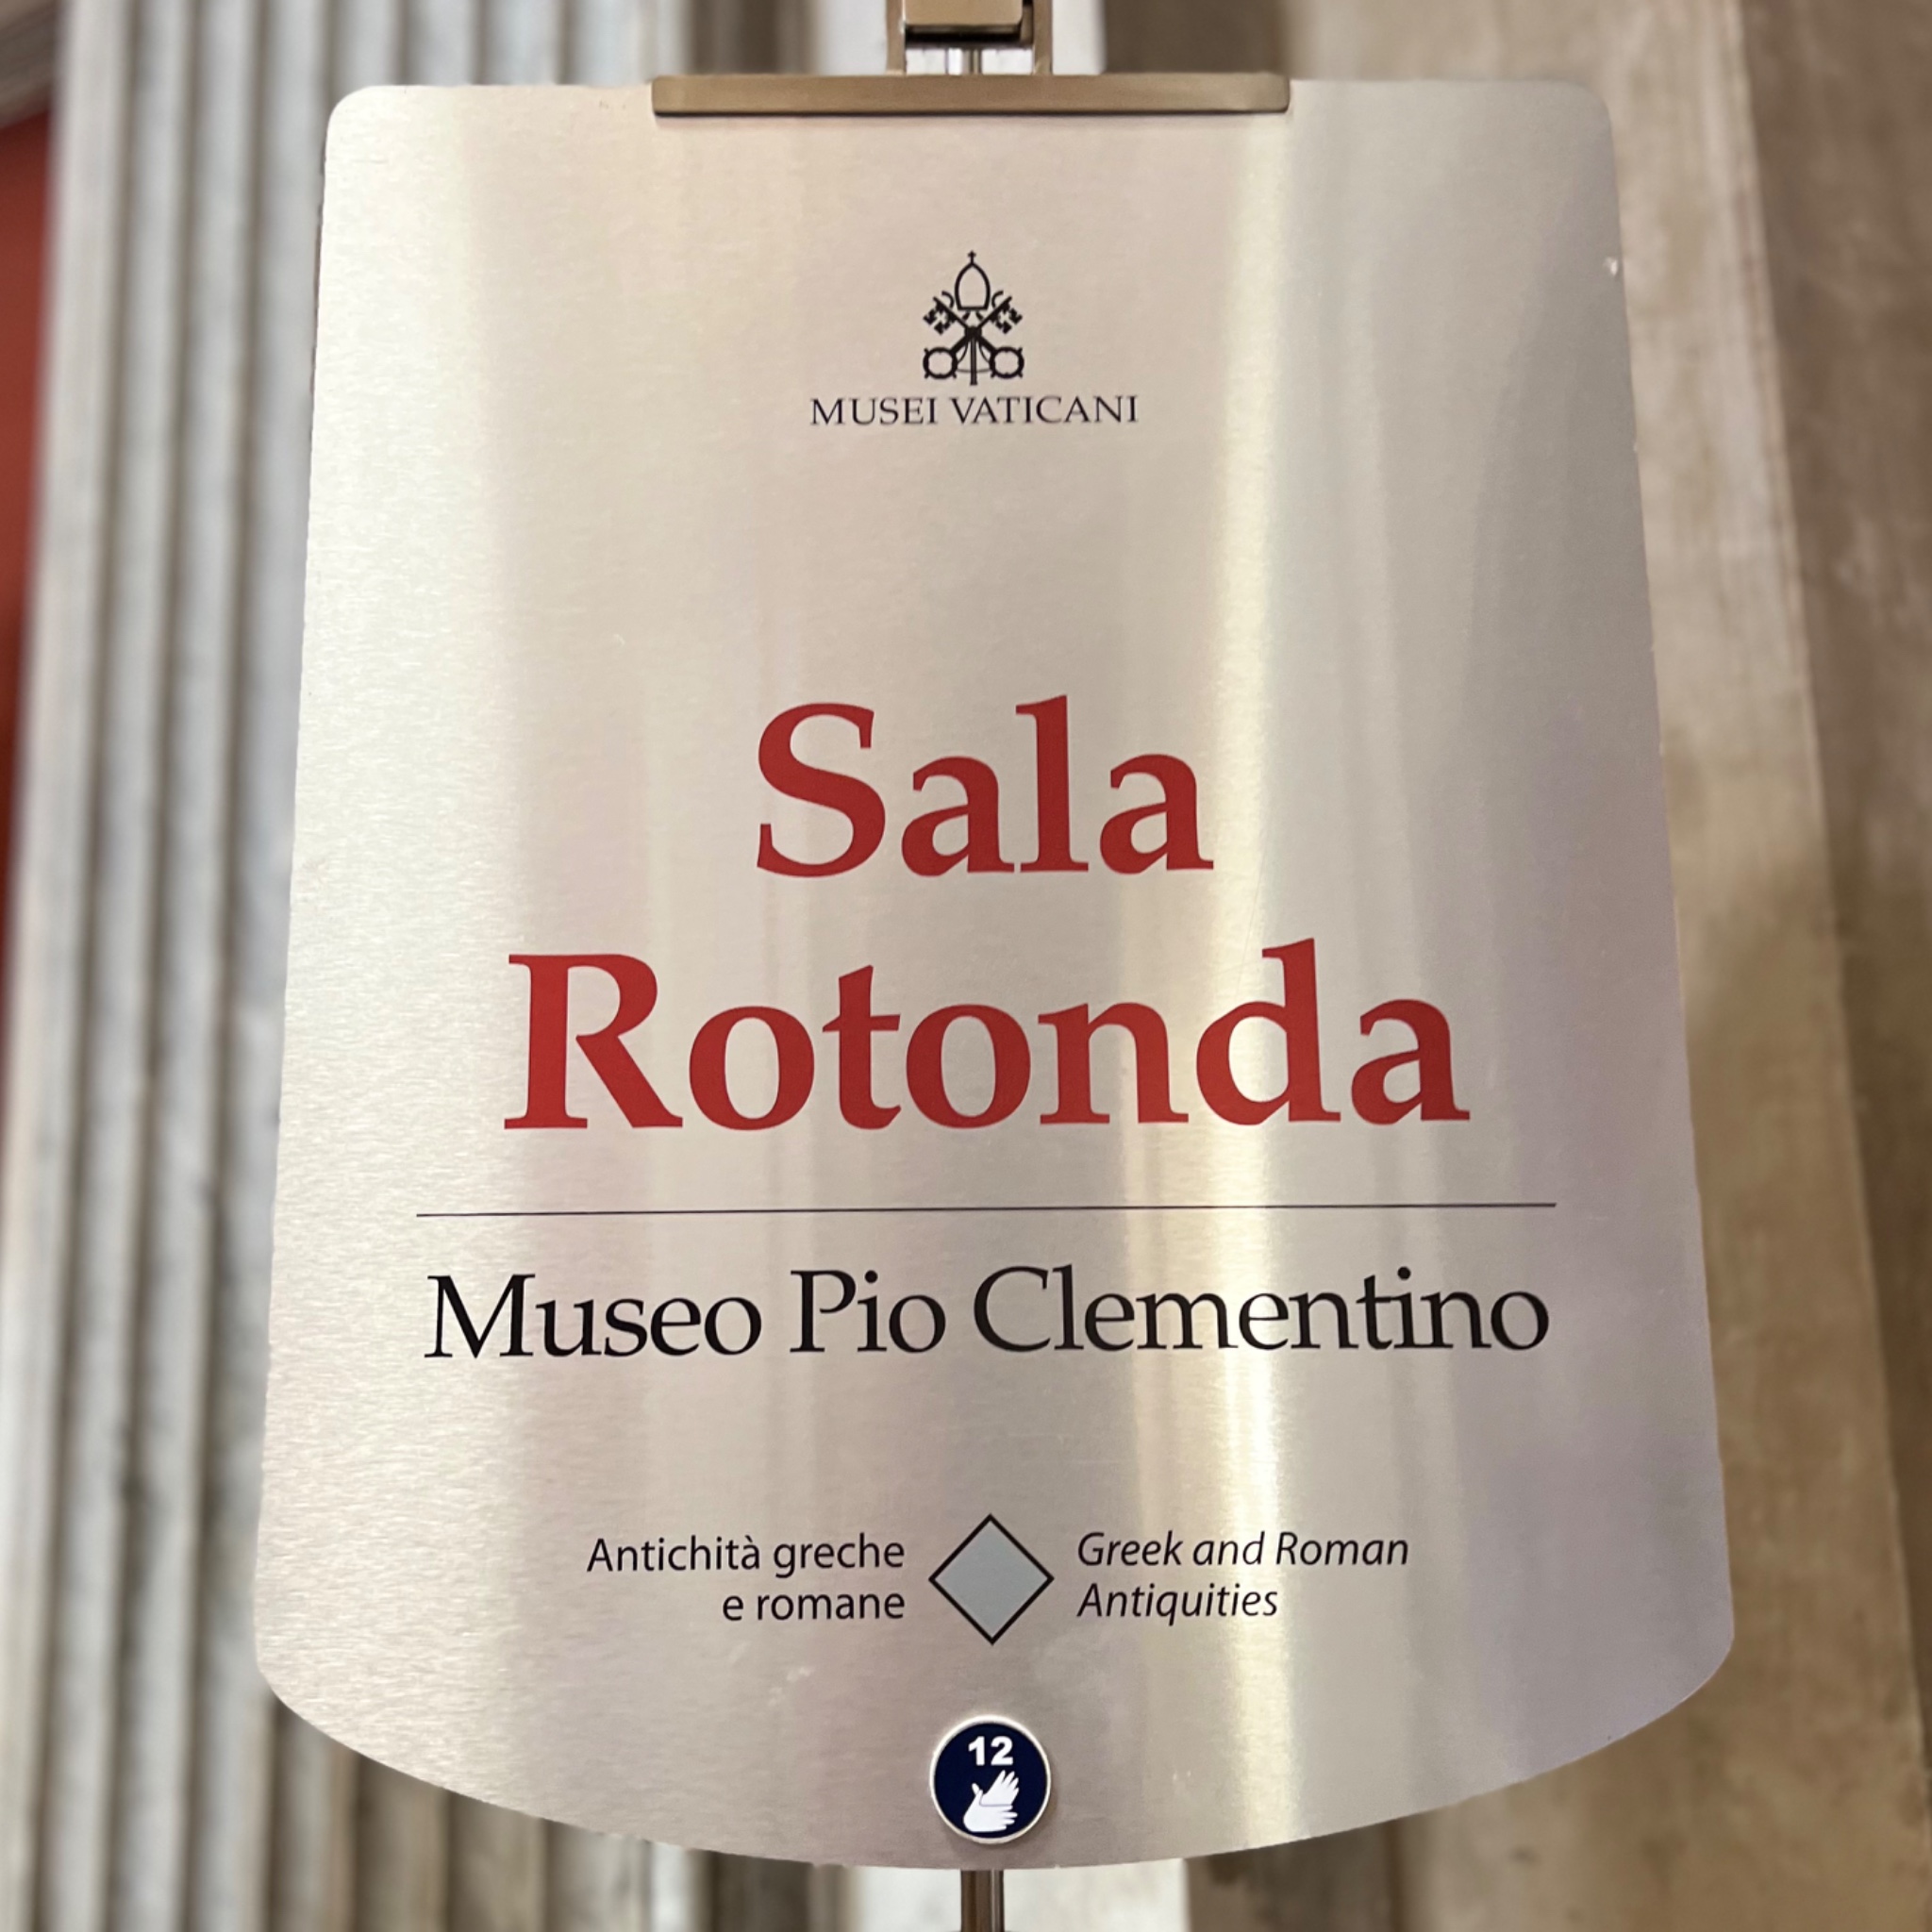 MUSEI VATICANI
Sala
Rotonda
Museo Pio Clementino
Antichità greche
e romane
Greek and Roman
Antiquities
12